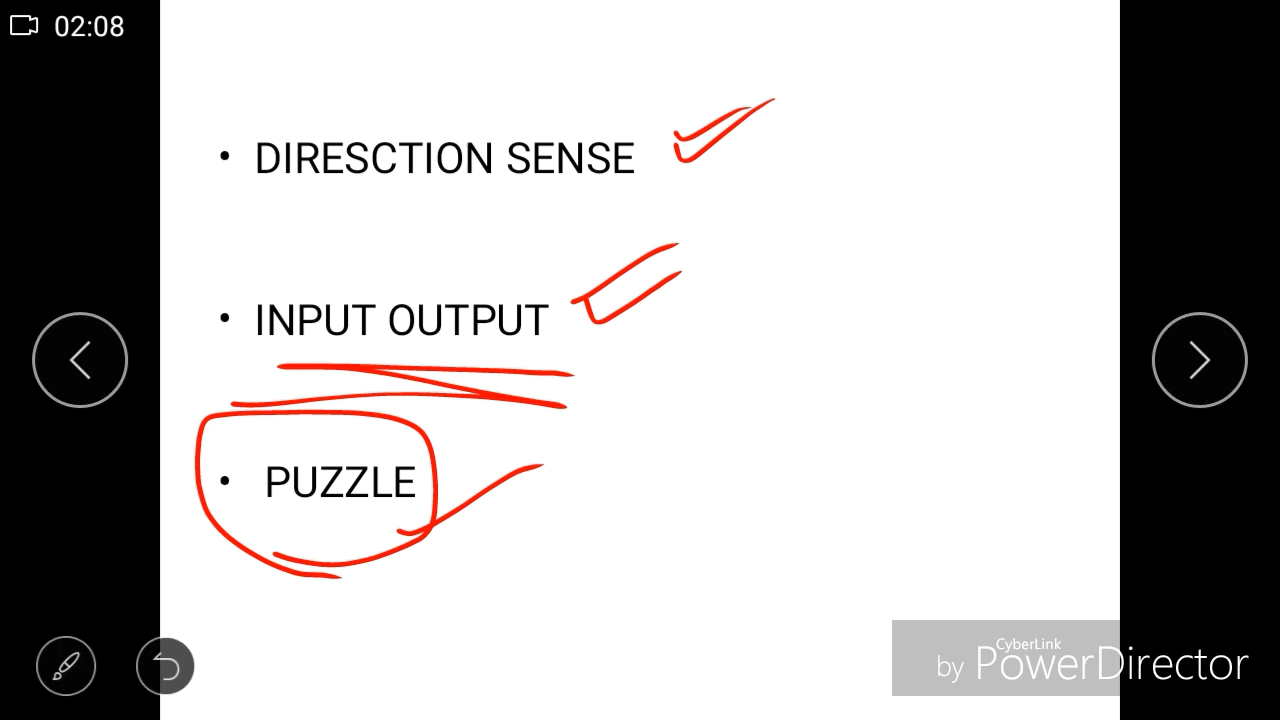 02:08
• DIRESCTION SENSE
• INPUT OUTPUT
• PUZZLE
CyberLink
by PowerDirector